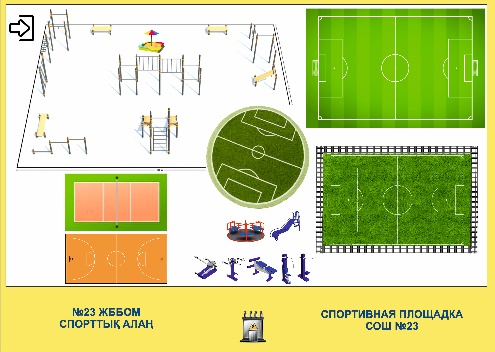 №23 ЖББОМ
СПОРТТЫҚ АЛАҢ
СПОРТИВНАЯ ПЛОЩАДКА
СОШ №23